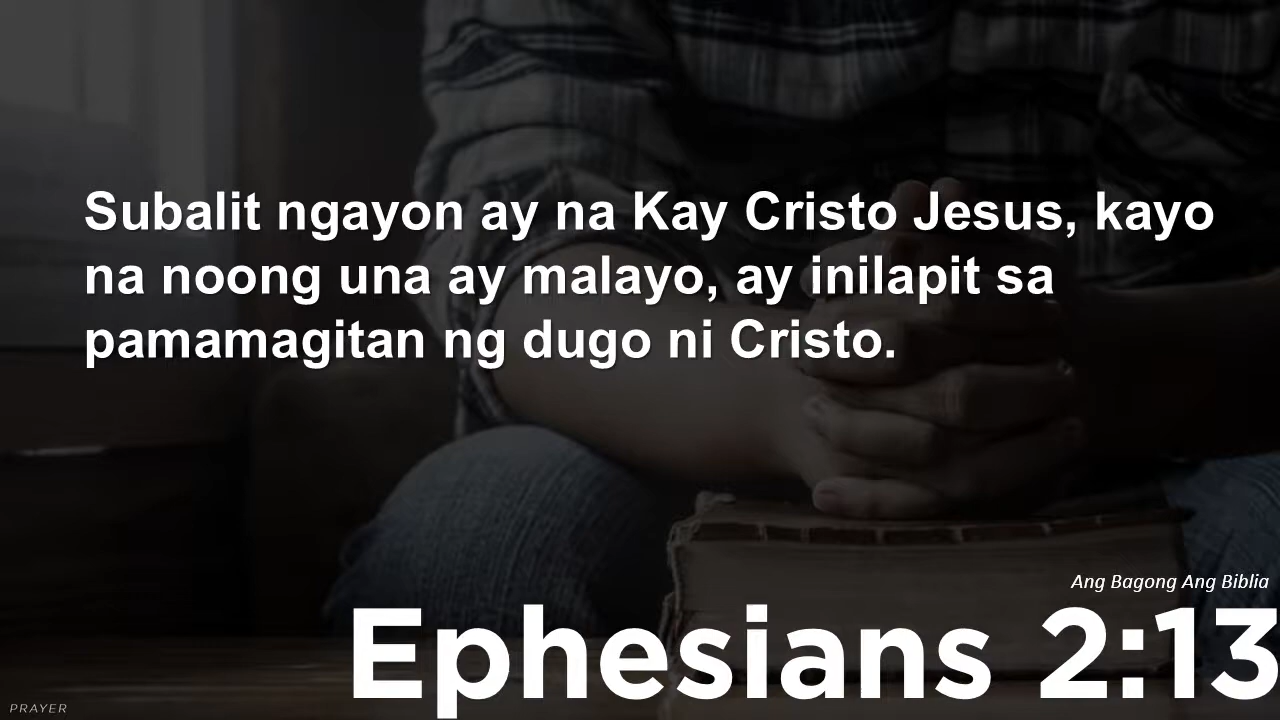 Subalit ngayon ay na Kay Cristo Jesus, kayo
na noong una ay malayo, ay inilapit sa
pamamagitan ng dugo ni Cristo.
Ang Bagong Ang Biblia
Ephesians 2:13
PRAYER